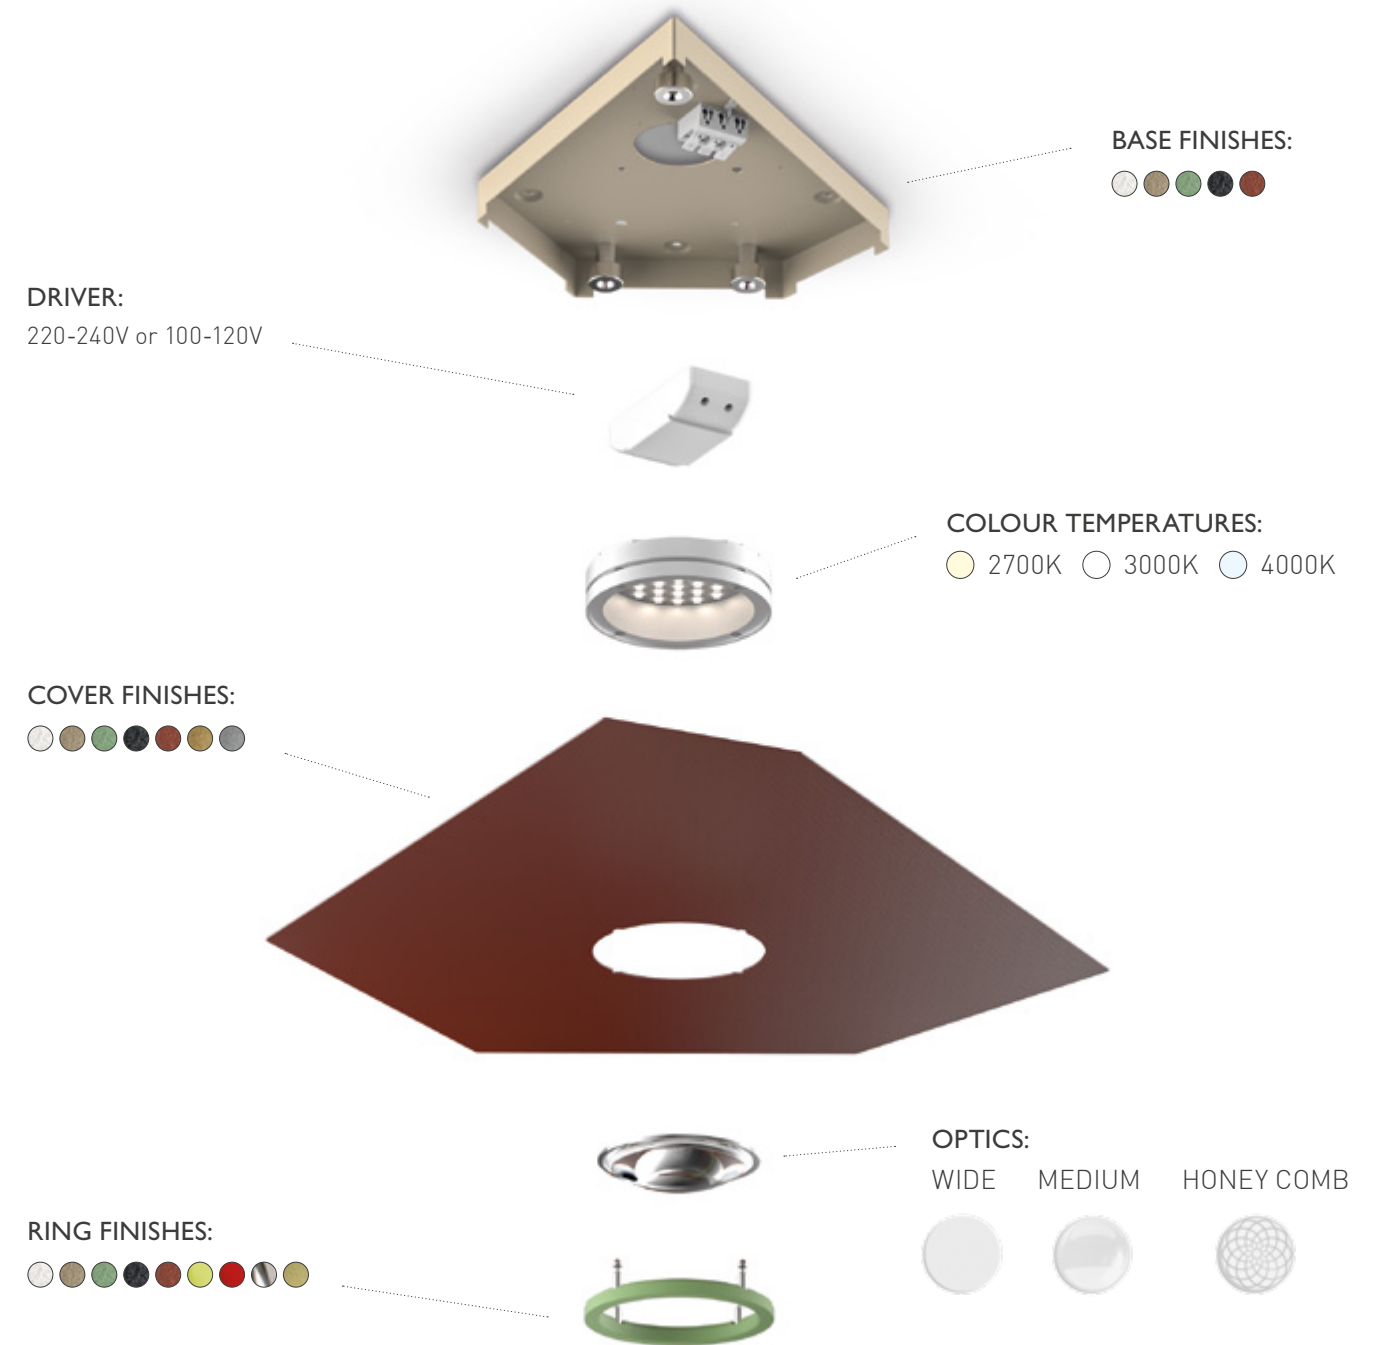 BASE FINISHES:
DRIVER:
220-240V or 100-120V
COLOUR TEMPERATURES:
2700K 3000K 4000K
COVER FINISHES:
OPTICS:
WIDE MEDIUM HONEY COMB
RING FINISHES: